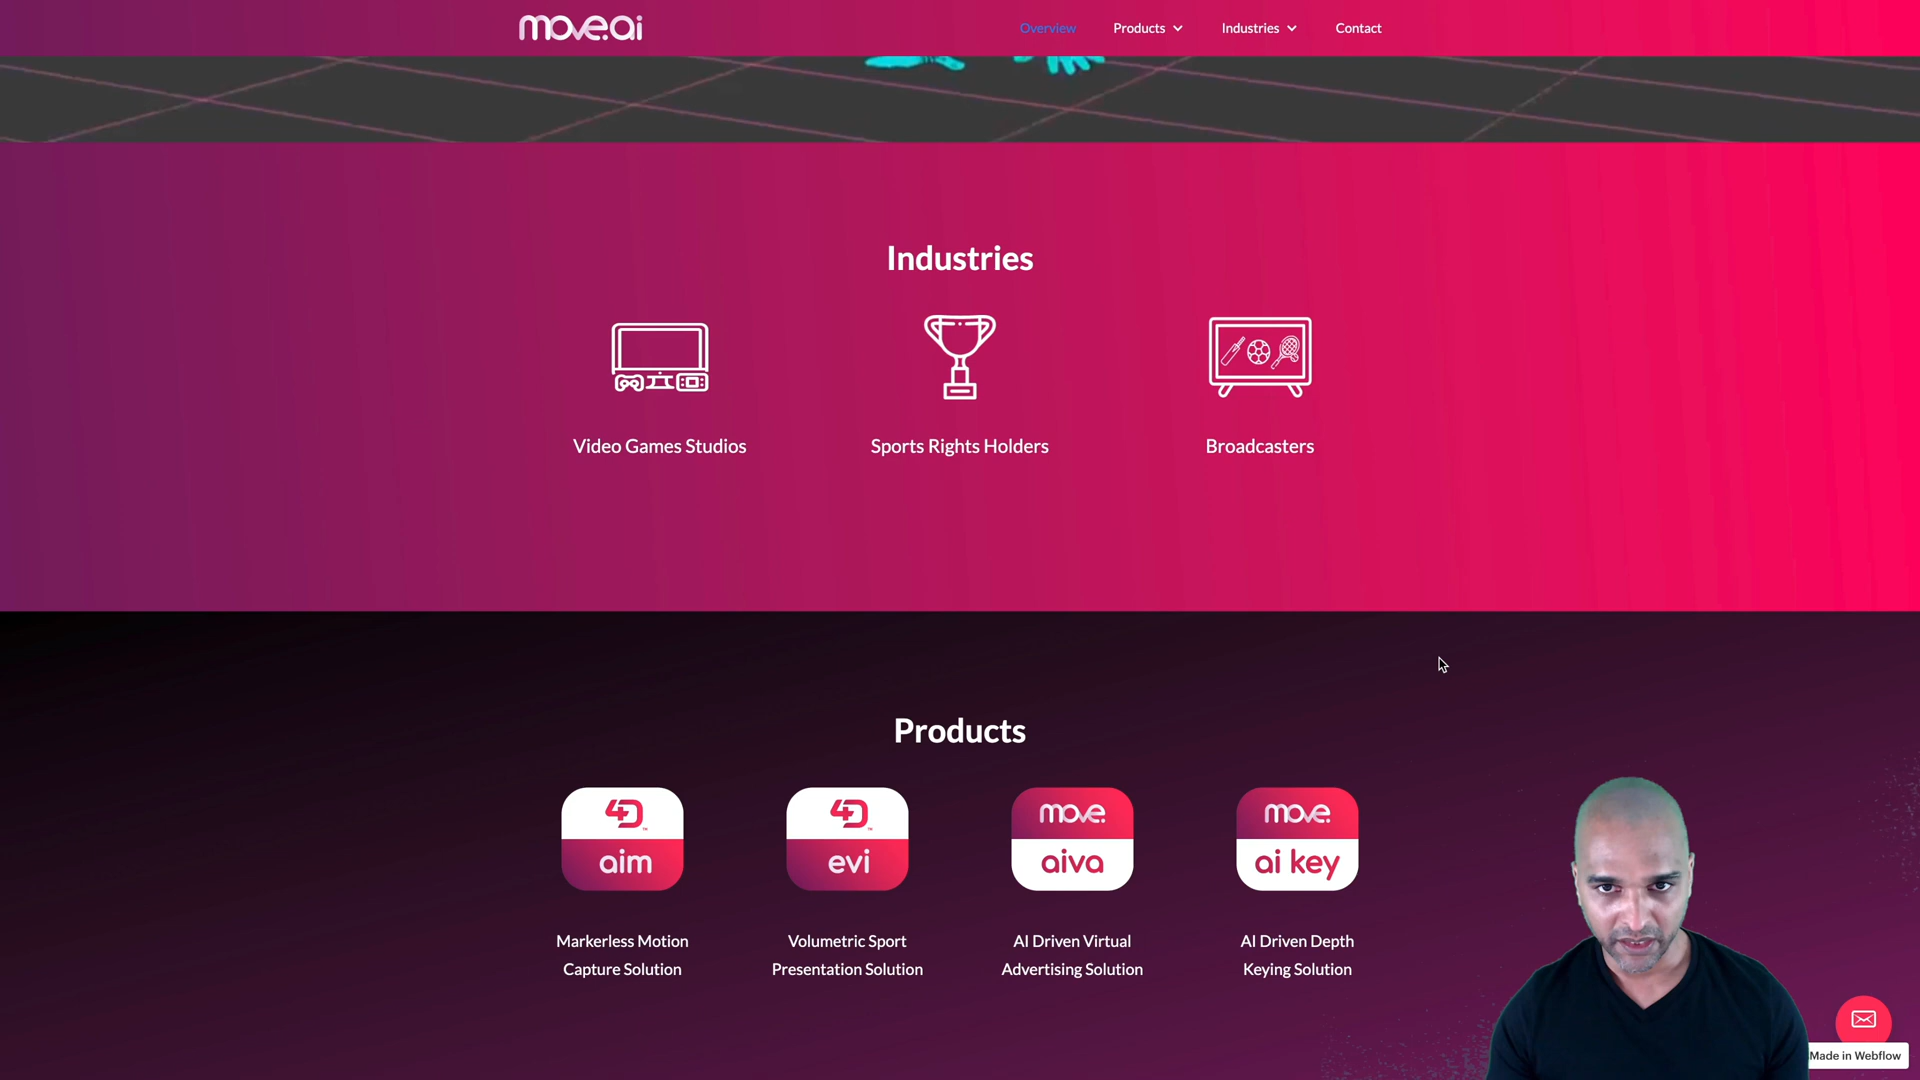 move.ai
Overview
Products
Industries
Contact
Industries
Video Games Studios
Sports Rights Holders
Broadcasters
Products
4D™
aim
4D™
evi
move.
aiva
move.
ai key
Markerless Motion
Capture Solution
Volumetric Sport
Presentation Solution
AI Driven Virtual
Advertising Solution
AI Driven Depth
Keying Solution
Made in Webflow